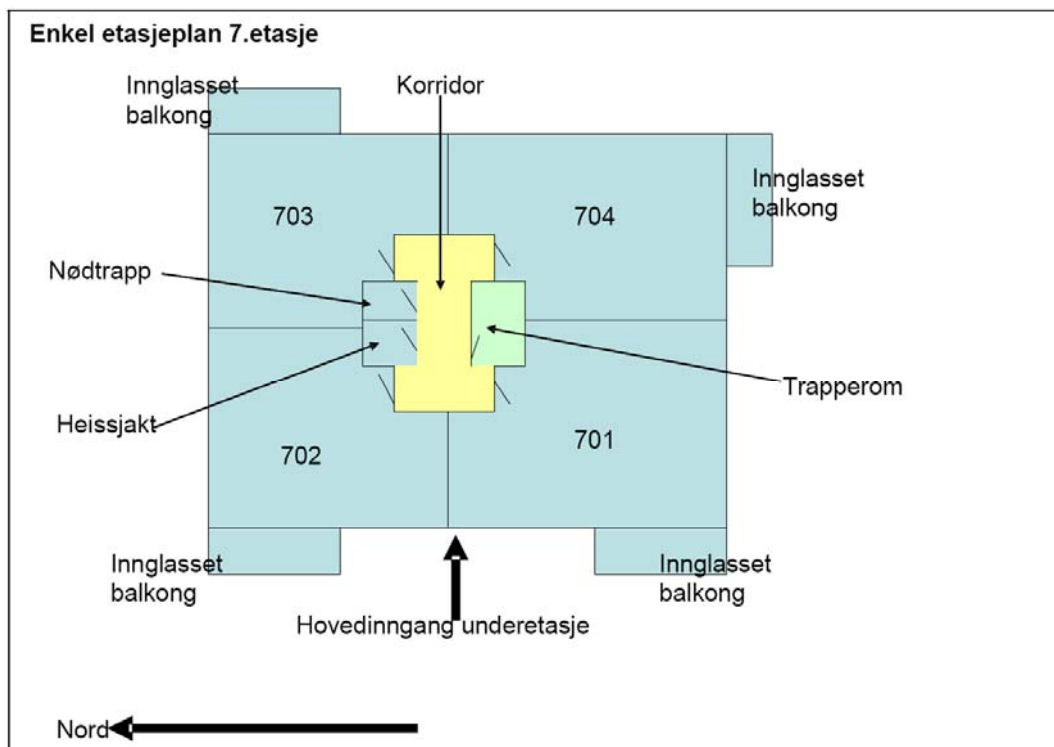 Enkel etasjeplan 7.etasje
Innglasset
balkong
Korridor
Innglasset
balkong
703
704
Nødtrapp
Trapperom
Heissjakt
702
701
Innglasset
balkong
Innglasset
balkong
Hovedinngang underetasje
Nord